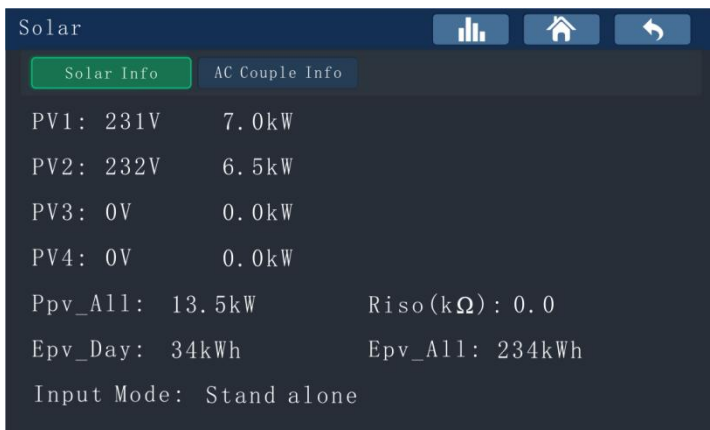 Solar
Solar Info AC Couple Info
PV1: 231V 7.0kW
PV2: 232V 6.5kW
PV3: 0V 0.0kW
PV4: 0V 0.0kW
Ppv_All: 13.5kW Riso(kΩ): 0.0
Epv_Day: 34kWh Epv_All: 234kWh
Input Mode: Stand alone